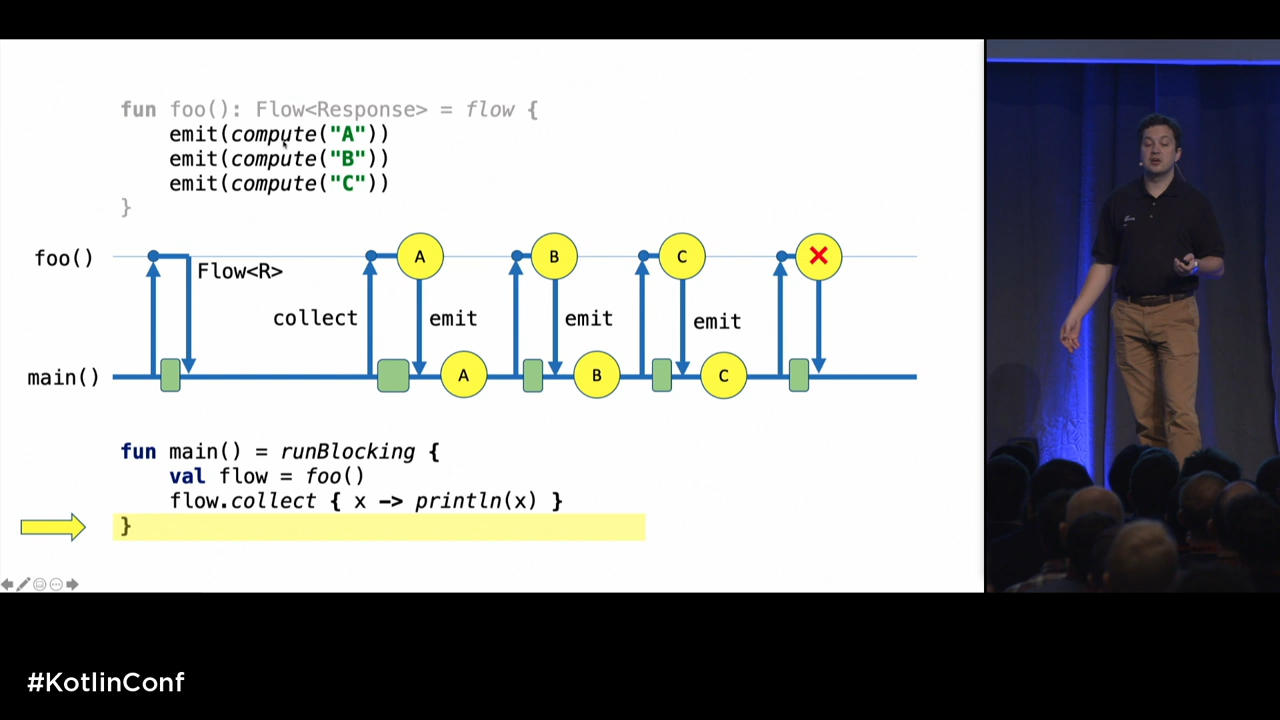 fun foo(): Flow<Response> = flow {
emit(compute("A"))
emit(compute("B"))
emit(compute("C"))
}
foo()
A
B
C
Flow<R>
collect
emit
emit
emit
main()
A
B
C
fun main() = runBlocking {
val flow = foo()
flow.collect { x -> println(x) }
}
#KotlinConf